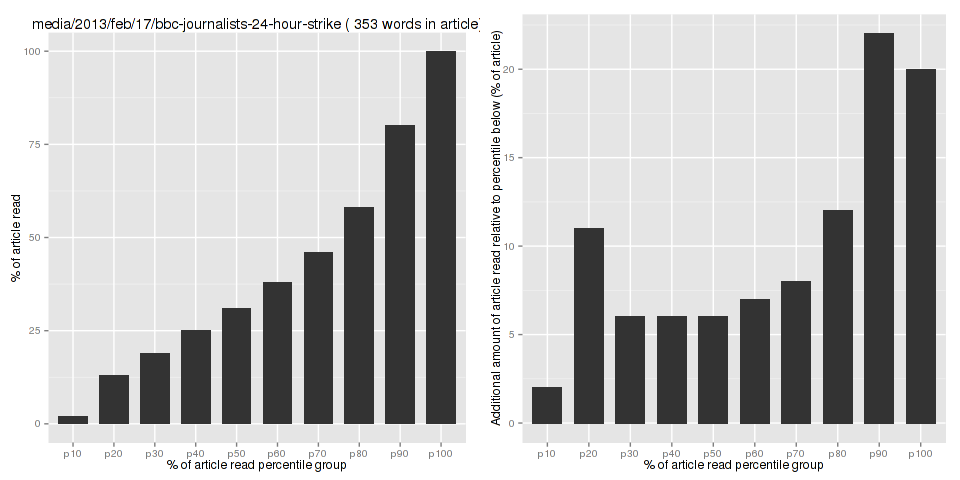 media/2013/feb/17/bbc-journalists-24-hour-strike ( 353 words in article)
% of article read
100
75
50
25
0
p10 p20 p30 p40 p50 p60 p70 p80 p90 p100
% of article read percentile group
Additional amount of article read relative to percentile below (% of article)
20
15
10
5
0
p10 p20 p30 p40 p50 p60 p70 p80 p90 p100
% of article read percentile group